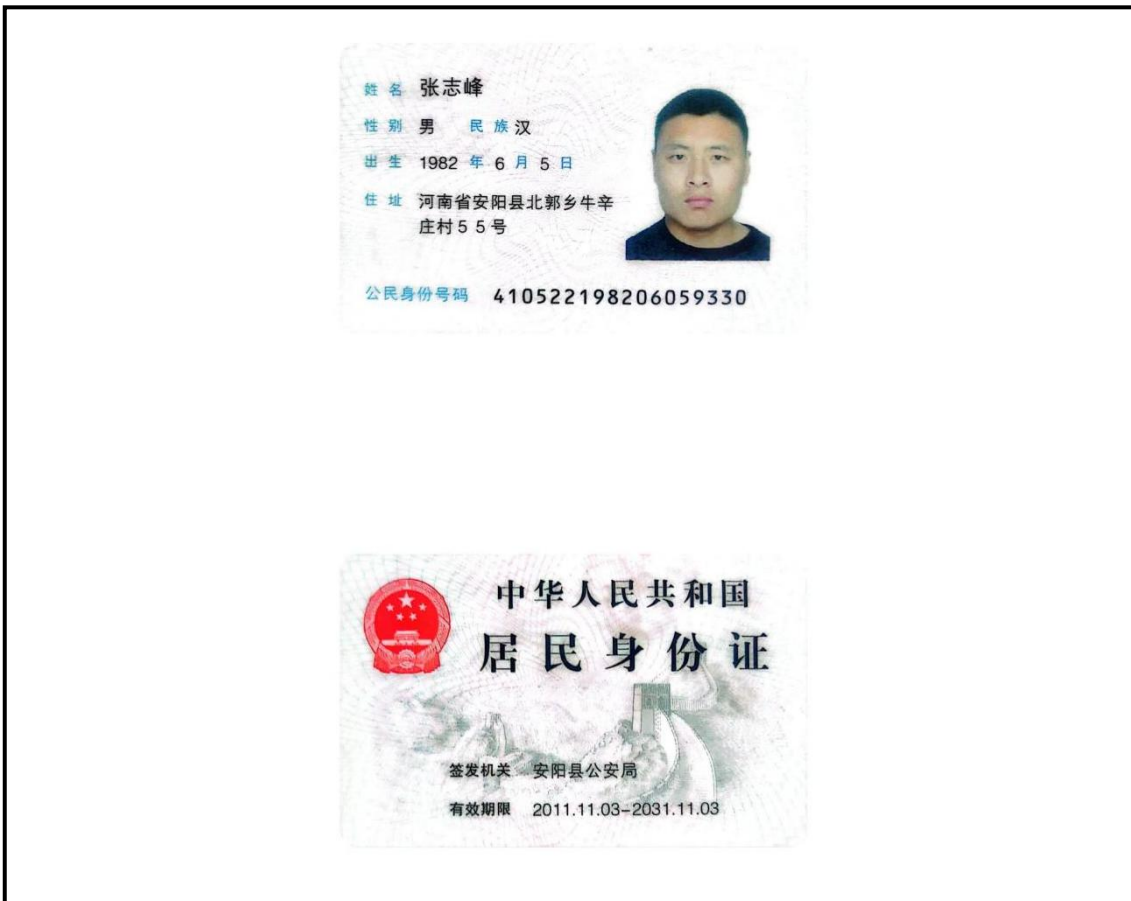 姓名 张志峰
性别 男 民族 汉
出生 1982 年 6 月 5 日
住址 河南省安阳县北郭乡牛辛
庄村55号
公民身份号码 410522198206059330
中华人民共和国
居民身份证
签发机关 安阳县公安局
有效期限 2011.11.03-2031.11.03